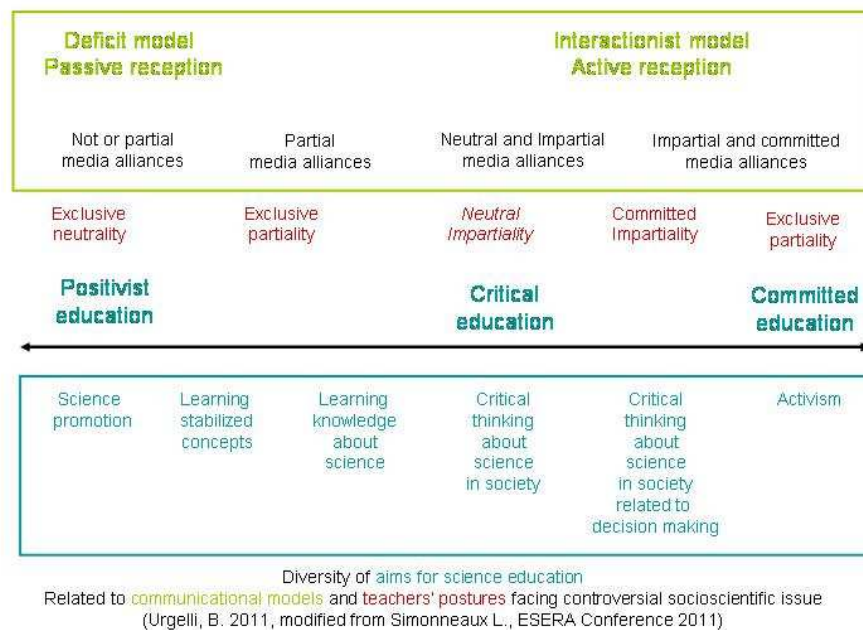 Deficit model
Passive reception
Interactionist model
Active reception
Not or partial
media alliances
Partial
media alliances
Neutral and Impartial
media alliances
Impartial and committed
media alliances
Exclusive
neutrality
Exclusive
partiality
Neutral
Impartiality
Committed
Impartiality
Exclusive
partiality
Positivist
education
Critical
education
Committed
education
Science
promotion
Learning
stabilized
concepts
Learning
knowledge
about
science
Critical
thinking
about
science
in society
Critical
thinking
about
science
in society
related to
decision making
Activism
Diversity of aims for science education
Related to communicational models and teachers' postures facing controversial socioscientific issue
(Urgelli, B. 2011, modified from Simonneaux L., ESERA Conference 2011)